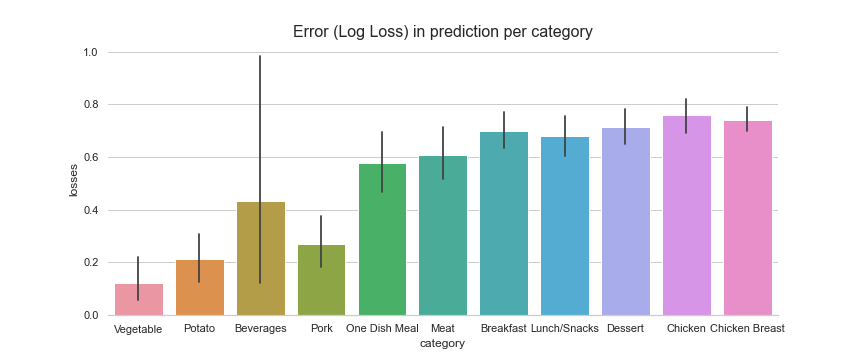 Error (Log Loss) in prediction per category
1.0
0.8
0.6
0.4
0.2
0.0
losses
Vegetable Potato Beverages Pork One Dish Meal Meat Breakfast Lunch/Snacks Dessert Chicken Chicken Breast
category